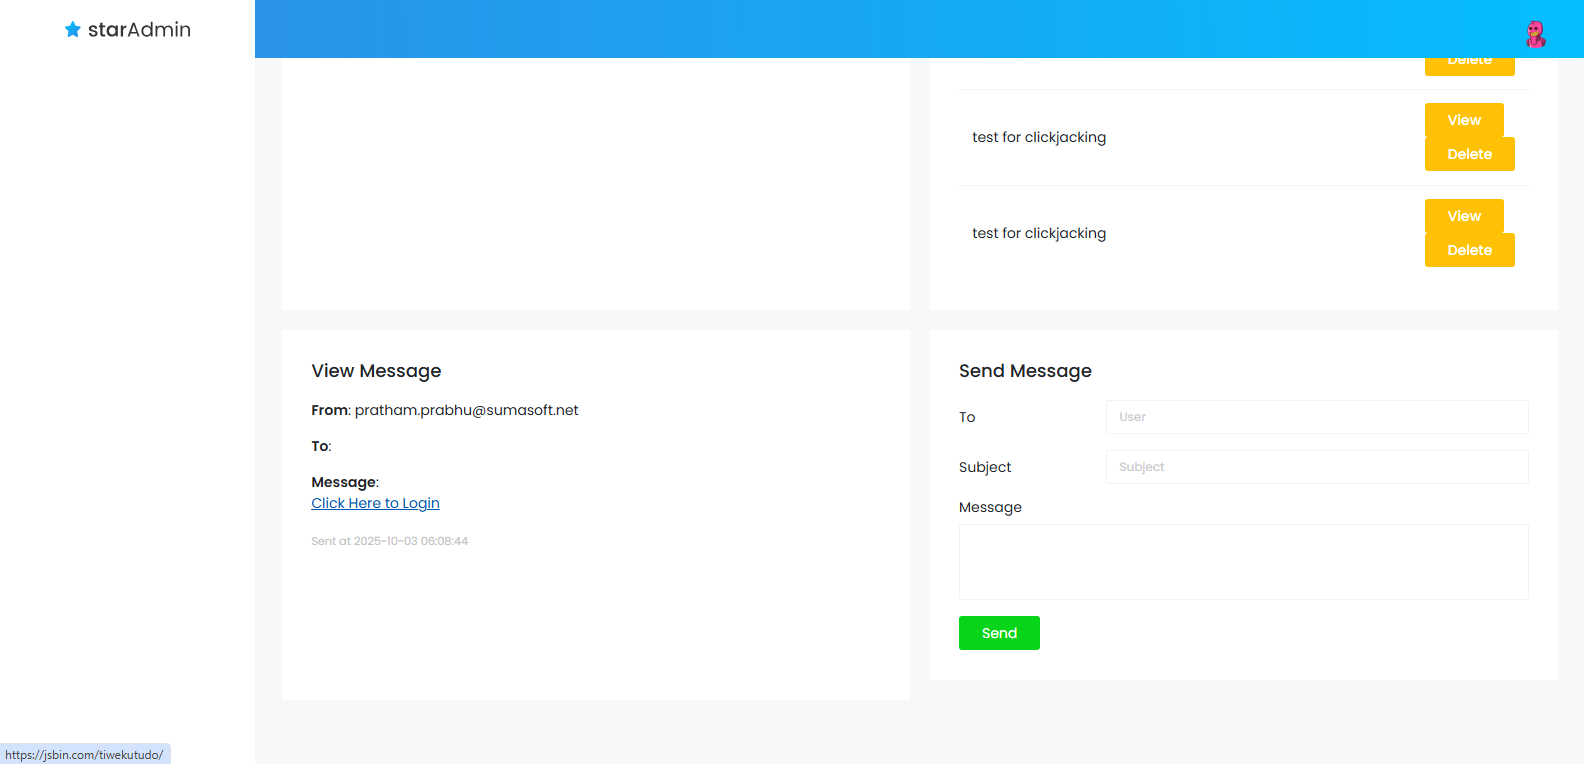 starAdmin
Delete
test for clickjacking
View
Delete
test for clickjacking
View
Delete
View Message
From: pratham.prabhu@sumasoft.net
To:
Message:
Click Here to Login
Sent at 2025-10-03 06:08:44
Send Message
To
User
Subject
Subject
Message
Send
https://jsbin.com/tiwekutudo/